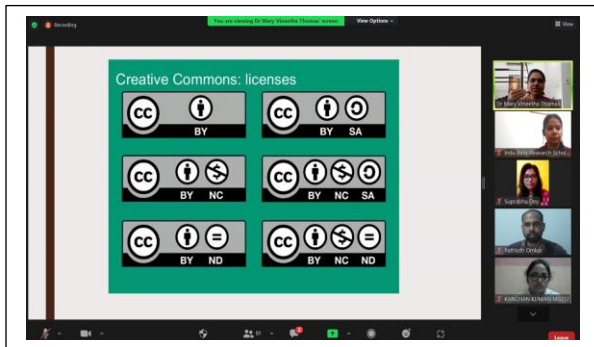 Recording
You are viewing Dr Mary Vineetha Thomas' screen
View Options
View
Creative Commons: licenses
CC BY
CC BY SA
CC BY NC
CC BY NC SA
CC BY ND
CC BY NC ND
Dr Mary Vineetha Thomas
Suprabha Dey
91
Leave